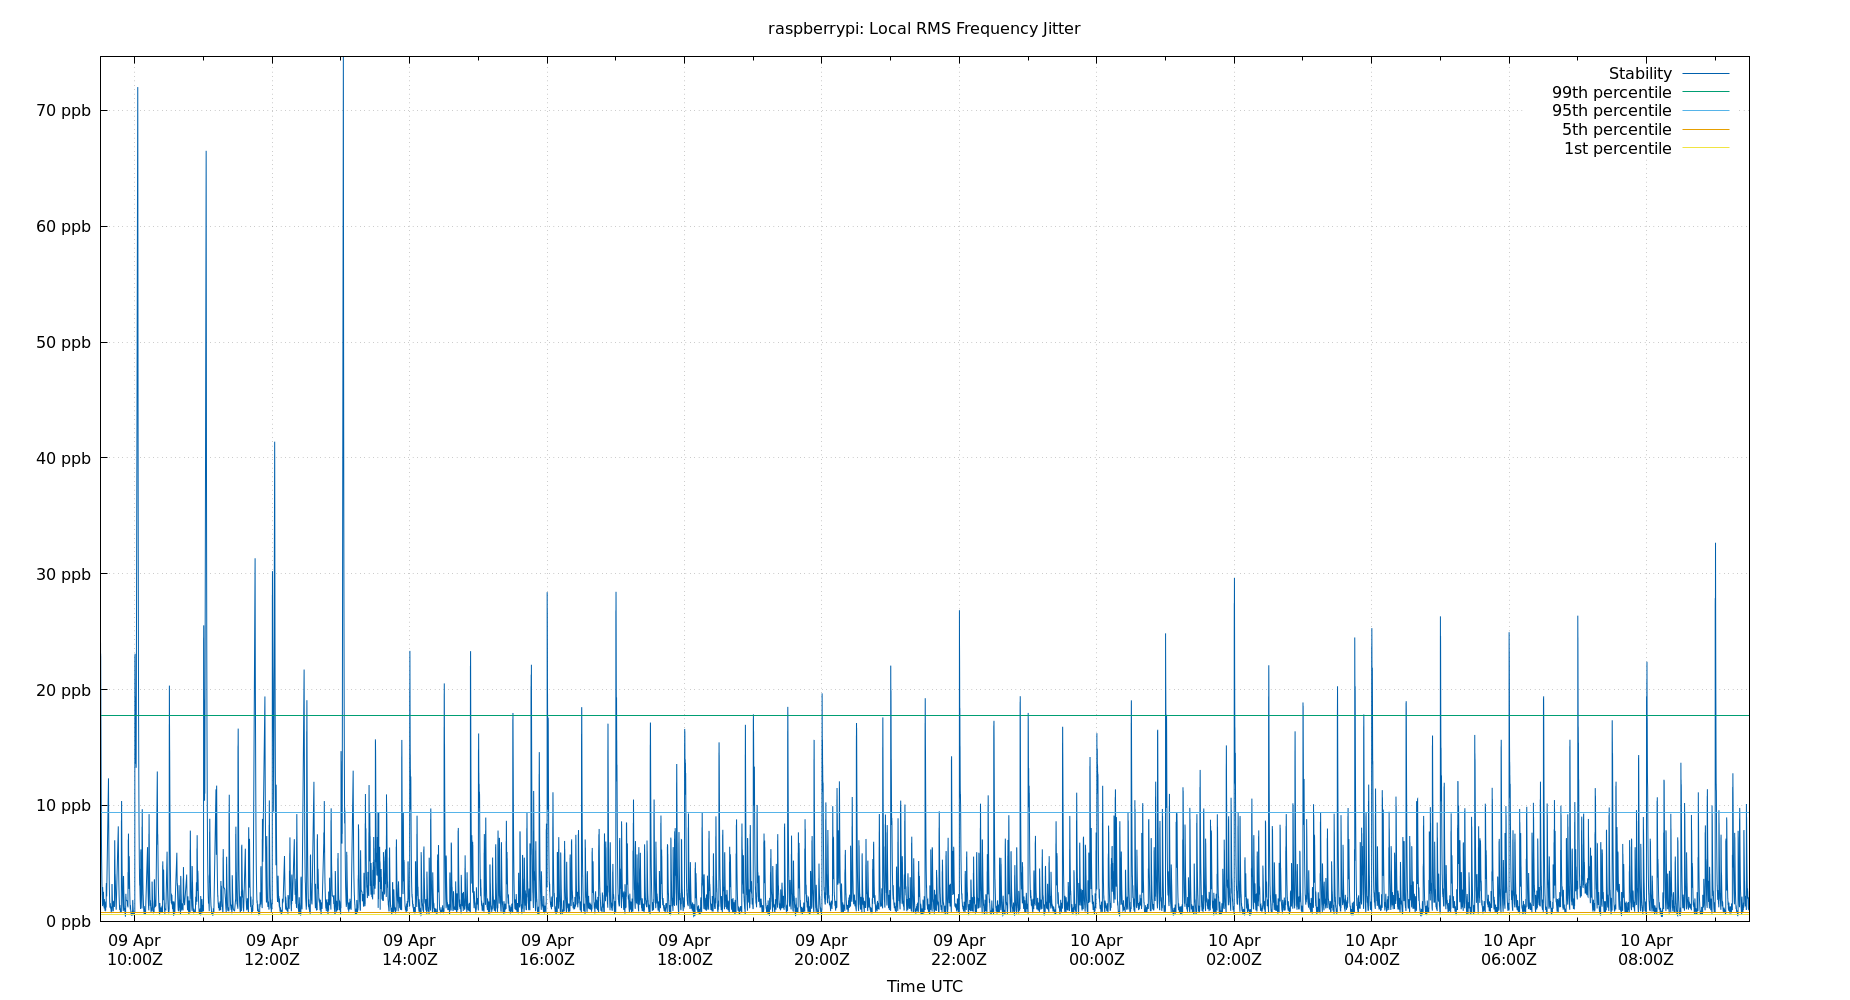 raspberrypi: Local RMS Frequency Jitter
Stability
99th percentile
95th percentile
5th percentile
1st percentile
70 ppb
60 ppb
50 ppb
40 ppb
30 ppb
20 ppb
10 ppb
0 ppb
09 Apr 09 Apr 09 Apr 09 Apr 09 Apr 09 Apr 09 Apr 10 Apr 10 Apr 10 Apr 10 Apr 10 Apr
10:00Z 12:00Z 14:00Z 16:00Z 18:00Z 20:00Z 22:00Z 00:00Z 02:00Z 04:00Z 06:00Z 08:00Z
Time UTC